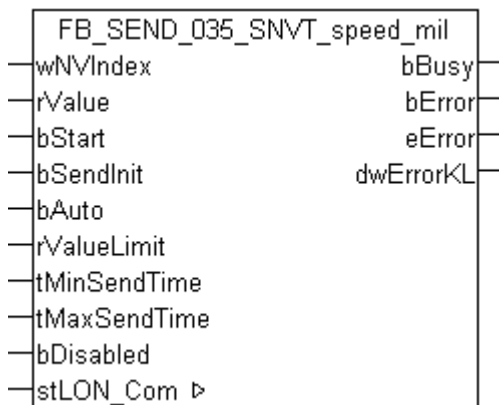 FB_SEND_035_SNVT_speed_mil
wNVIndex bBusy
rValue bError
bStart eError
bSendInit dwErrorKL
bAuto
rValueLimit
tMinSendTime
tMaxSendTime
bDisabled
stLON_Com ▷